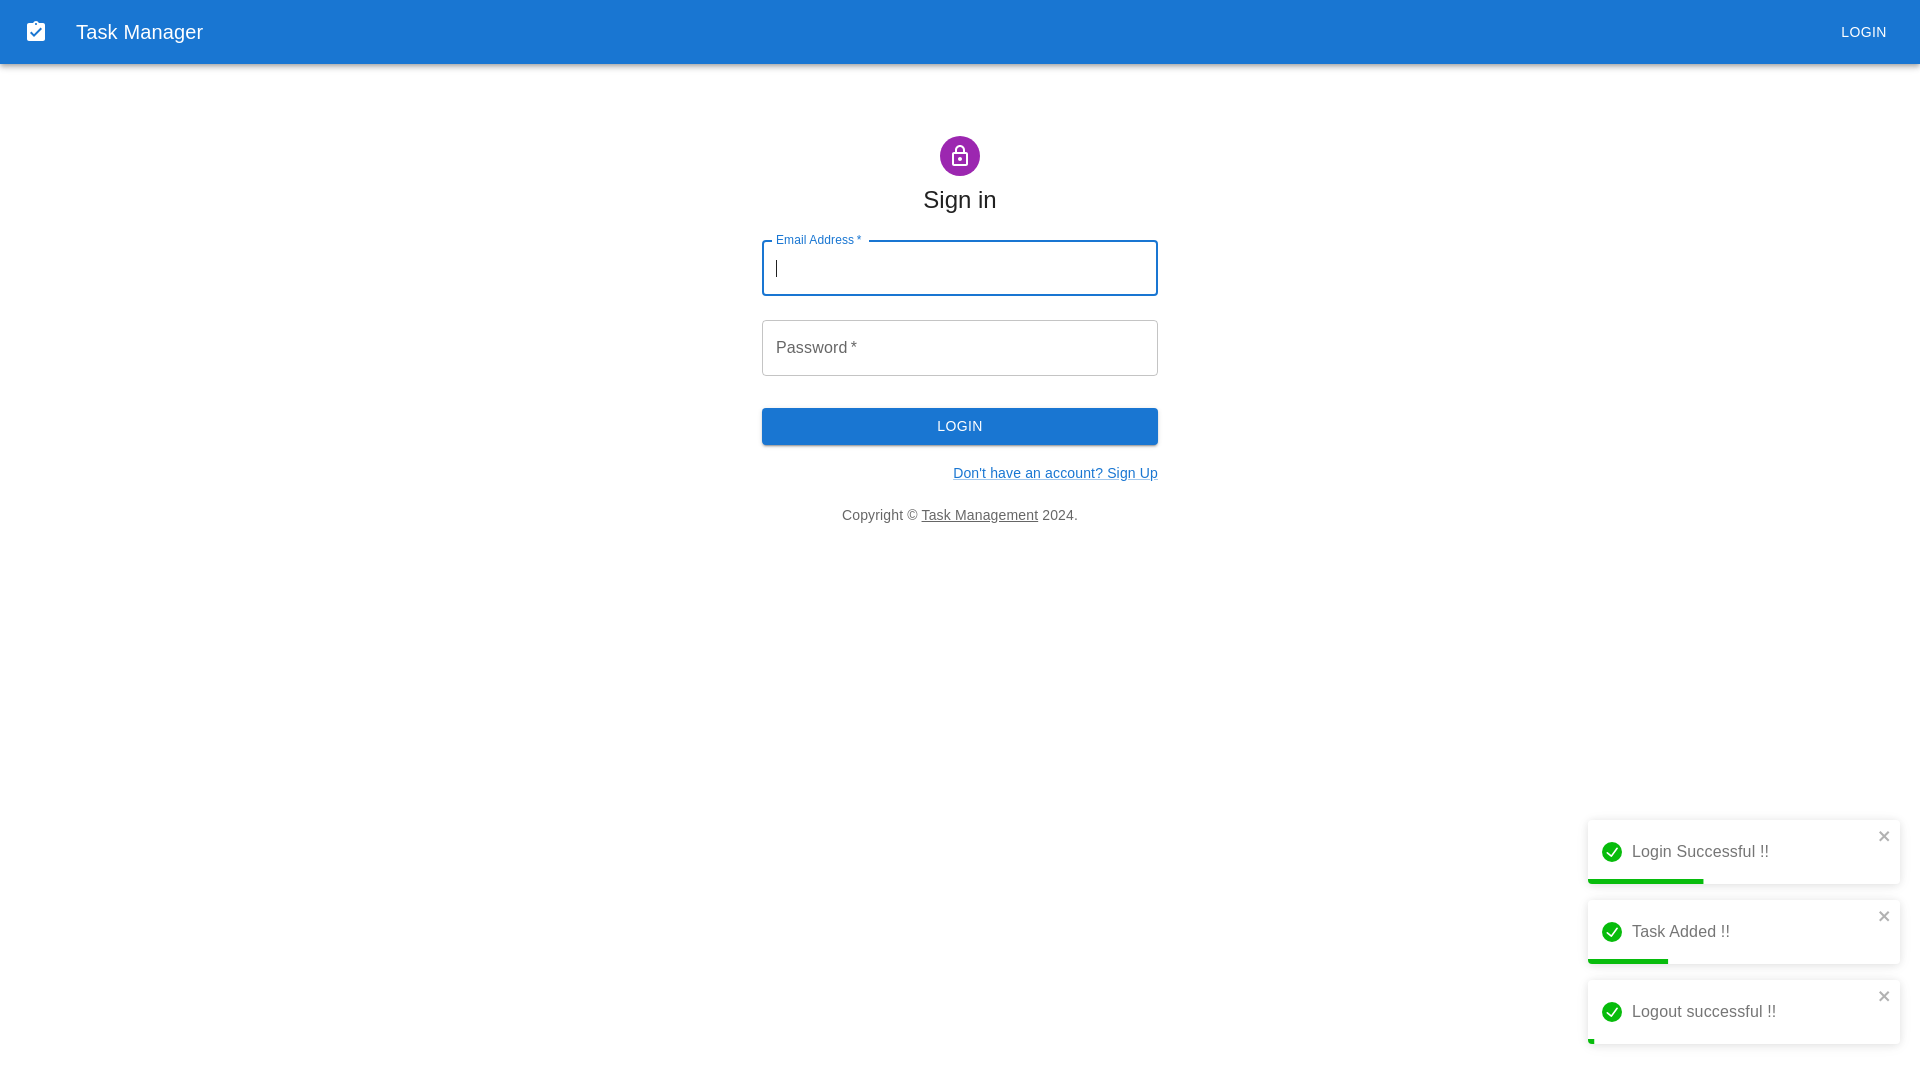 Task Manager
LOGIN
Sign in
Email Address *
Password *
LOGIN
Don't have an account? Sign Up
Copyright © Task Management 2024.
Login Successful !!
Task Added !!
Logout successful !!